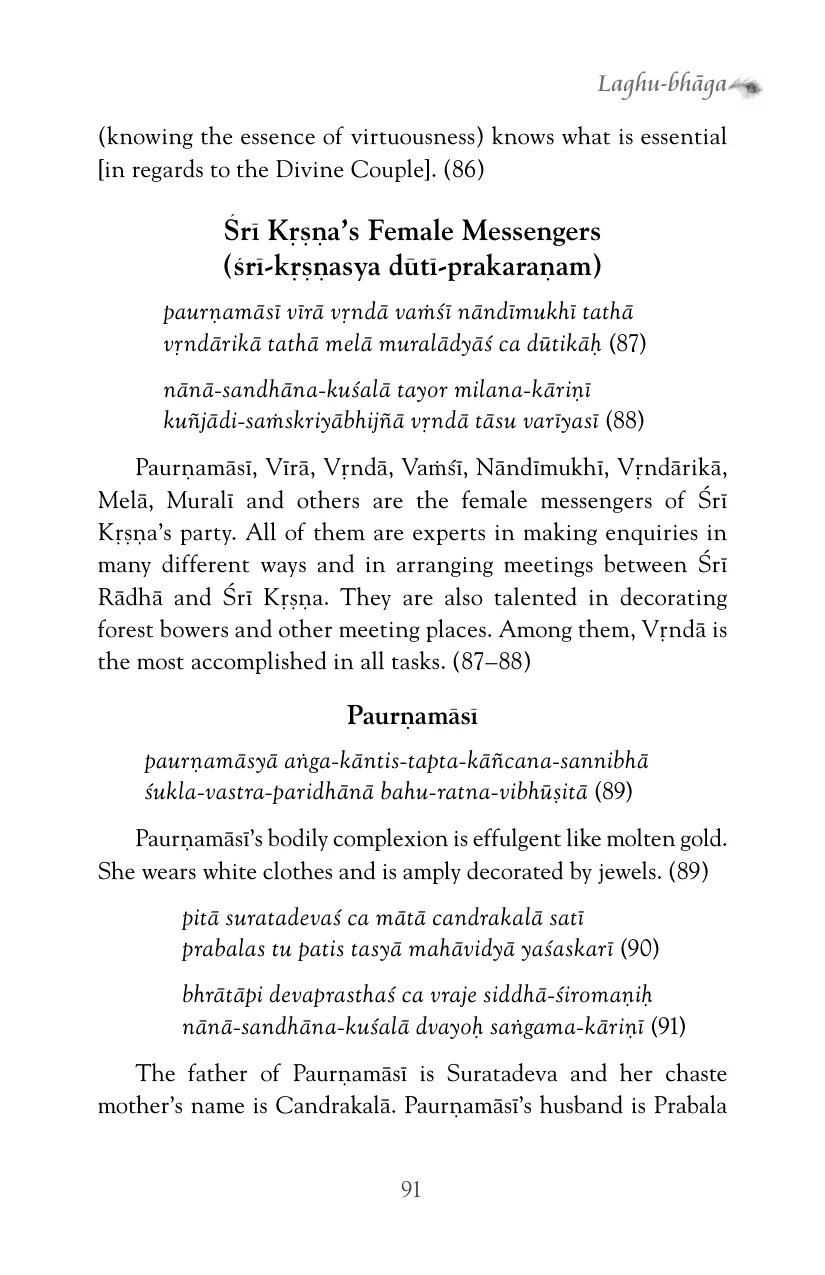 Laghu-bhāga
(knowing the essence of virtuousness) knows what is essential
[in regards to the Divine Couple]. (86)
Śrī Kṛṣṇa’s Female Messengers
(śrī-kṛṣṇasya dūtī-prakaraṇam)
paurṇamāsī vīrā vṛndā vaṁśī nāndīmukhī tathā
vṛndārikā tathā melā muralādyāś ca dūtikāḥ (87)
nānā-sandhāna-kuśalā tayor milana-kāriṇī
kuñjādi-saṁskriyābhijñā vṛndā tāsu varīyasī (88)
Paurṇamāsī, Vīrā, Vṛndā, Vaṁśī, Nāndīmukhī, Vṛndārikā,
Melā, Muralī and others are the female messengers of Śrī
Kṛṣṇa’s party. All of them are experts in making enquiries in
many different ways and in arranging meetings between Śrī
Rādhā and Śrī Kṛṣṇa. They are also talented in decorating
forest bowers and other meeting places. Among them, Vṛndā is
the most accomplished in all tasks. (87–88)
Paurṇamāsī
paurṇamāsyā aṅga-kāntis-tapta-kāñcana-sannibhā
śukla-vastra-paridhānā bahu-ratna-vibhūṣitā (89)
Paurṇamāsī’s bodily complexion is effulgent like molten gold.
She wears white clothes and is amply decorated by jewels. (89)
pitā suratadevaś ca mātā candrakalā satī
prabalas tu patis tasyā mahāvidyā yaśaskarī (90)
bhrātāpi devaprasthaś ca vraje siddhā-śiromaṇiḥ
nānā-sandhāna-kuśalā dvayoḥ saṅgama-kāriṇī (91)
The father of Paurṇamāsī is Suratadeva and her chaste
mother’s name is Candrakalā. Paurṇamāsī’s husband is Prabala
91